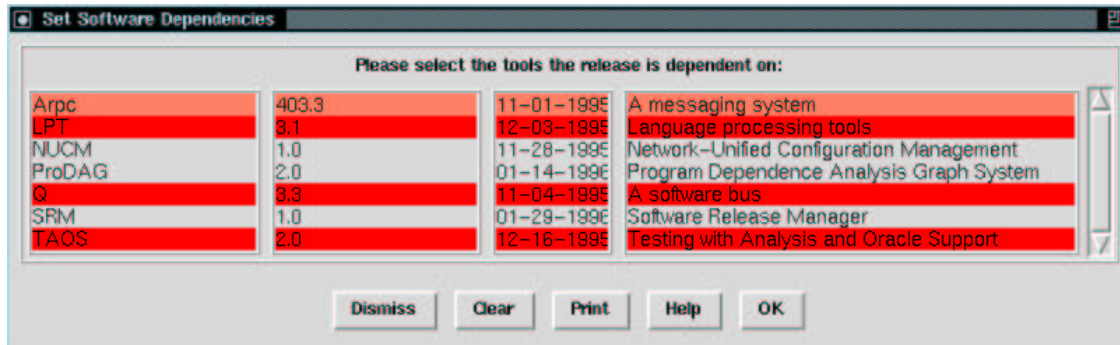 Set Software Dependencies
Please select the tools the release is dependent on:
Arpc 403.3 11-01-1995 A messaging system
LPT 3.1 12-03-1995 Language processing tools
NUCM 1.0 11-28-1995 Network-Unified Configuration Management
ProDAG 2.0 01-14-1996 Program Dependence Analysis Graph System
Q 3.3 11-04-1995 A software bus
SRM 1.0 01-29-1996 Software Release Manager
TAOS 2.0 12-16-1995 Testing with Analysis and Oracle Support
Dismiss Clear Print Help OK